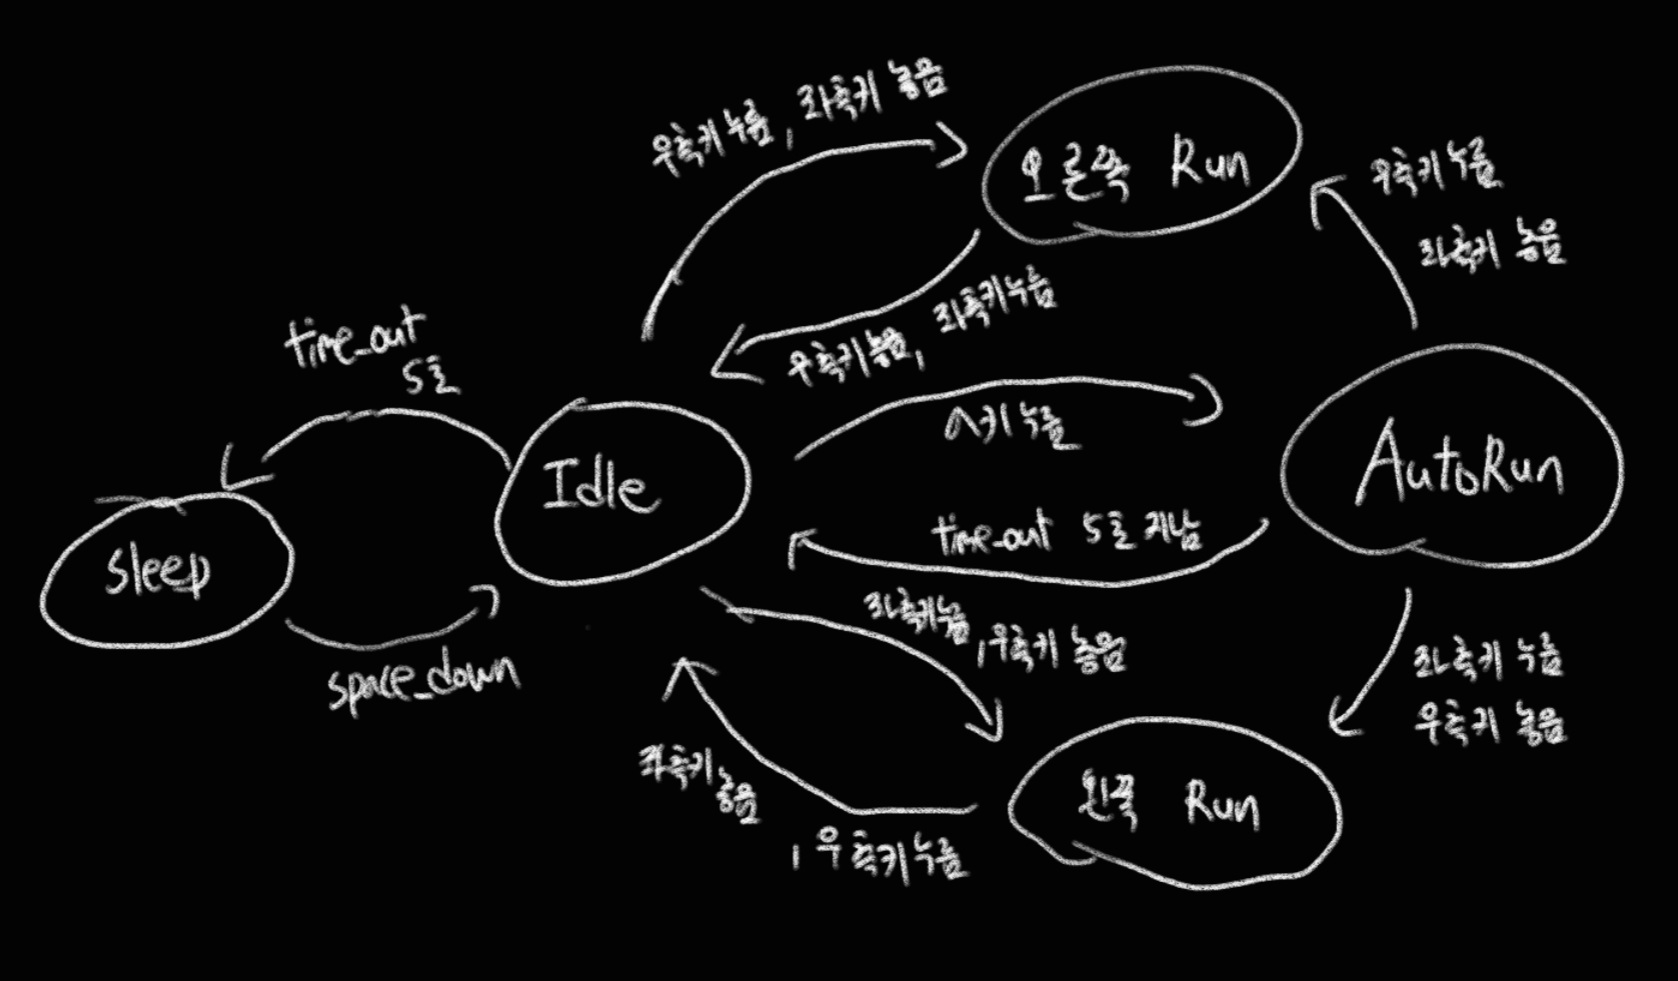 우측키 누름, 좌측키 놓음
오른쪽 Run
우측키 누름
좌측키 놓음
우측키 놓음, 좌측키 누름
time_out
5초
ㅅ키 누름
Idle
AutoRun
time_out 5초 지남
sleep
space_down
좌측키 누름
, 우측키 놓음
좌측키 누름
우측키 놓음
좌측키
놓음
, 우측키 누름
왼쪽 Run